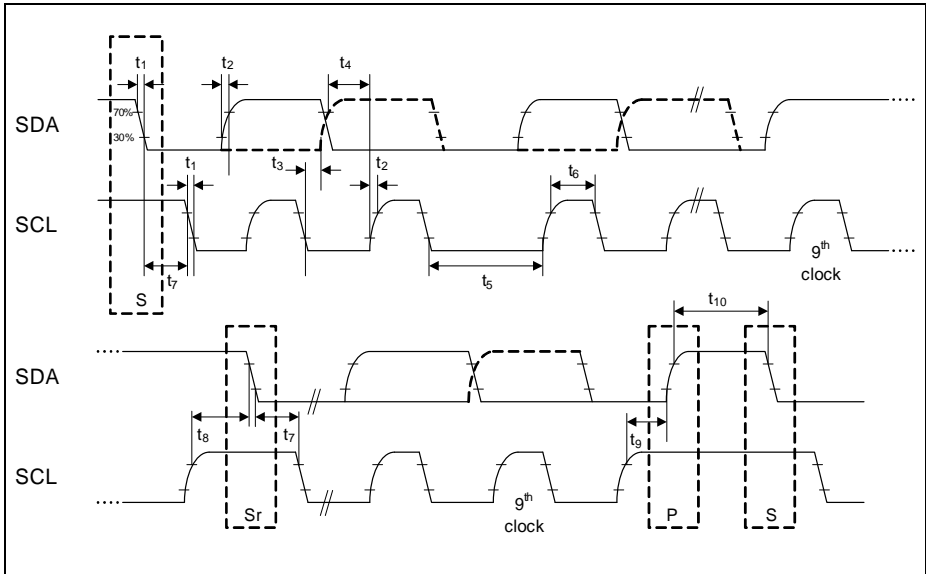 t1 t2 t4
70%
SDA
30%
t1 t3 t2 t6
SCL
9th
clock
t7 t5
S
t10
SDA
t8 t7 t9
SCL
9th
clock
Sr P S